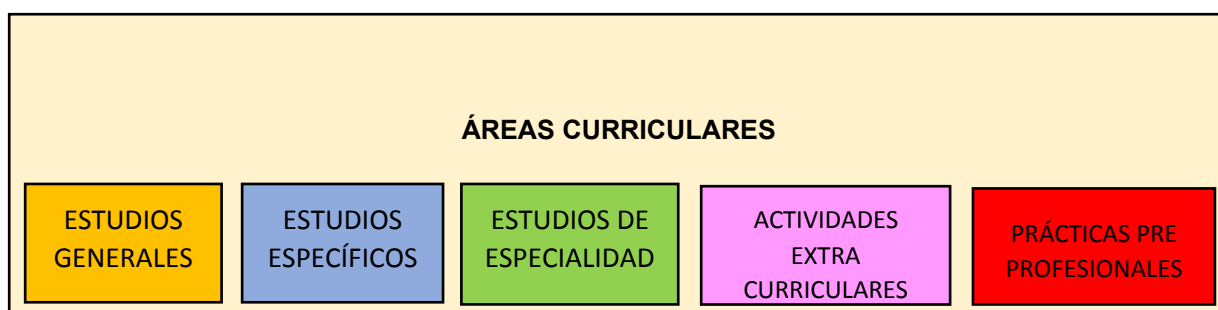 ÁREAS CURRICULARES
ESTUDIOS
GENERALES
ESTUDIOS
ESPECÍFICOS
ESTUDIOS DE
ESPECIALIDAD
ACTIVIDADES
EXTRA
CURRICULARES
PRÁCTICAS PRE
PROFESIONALES